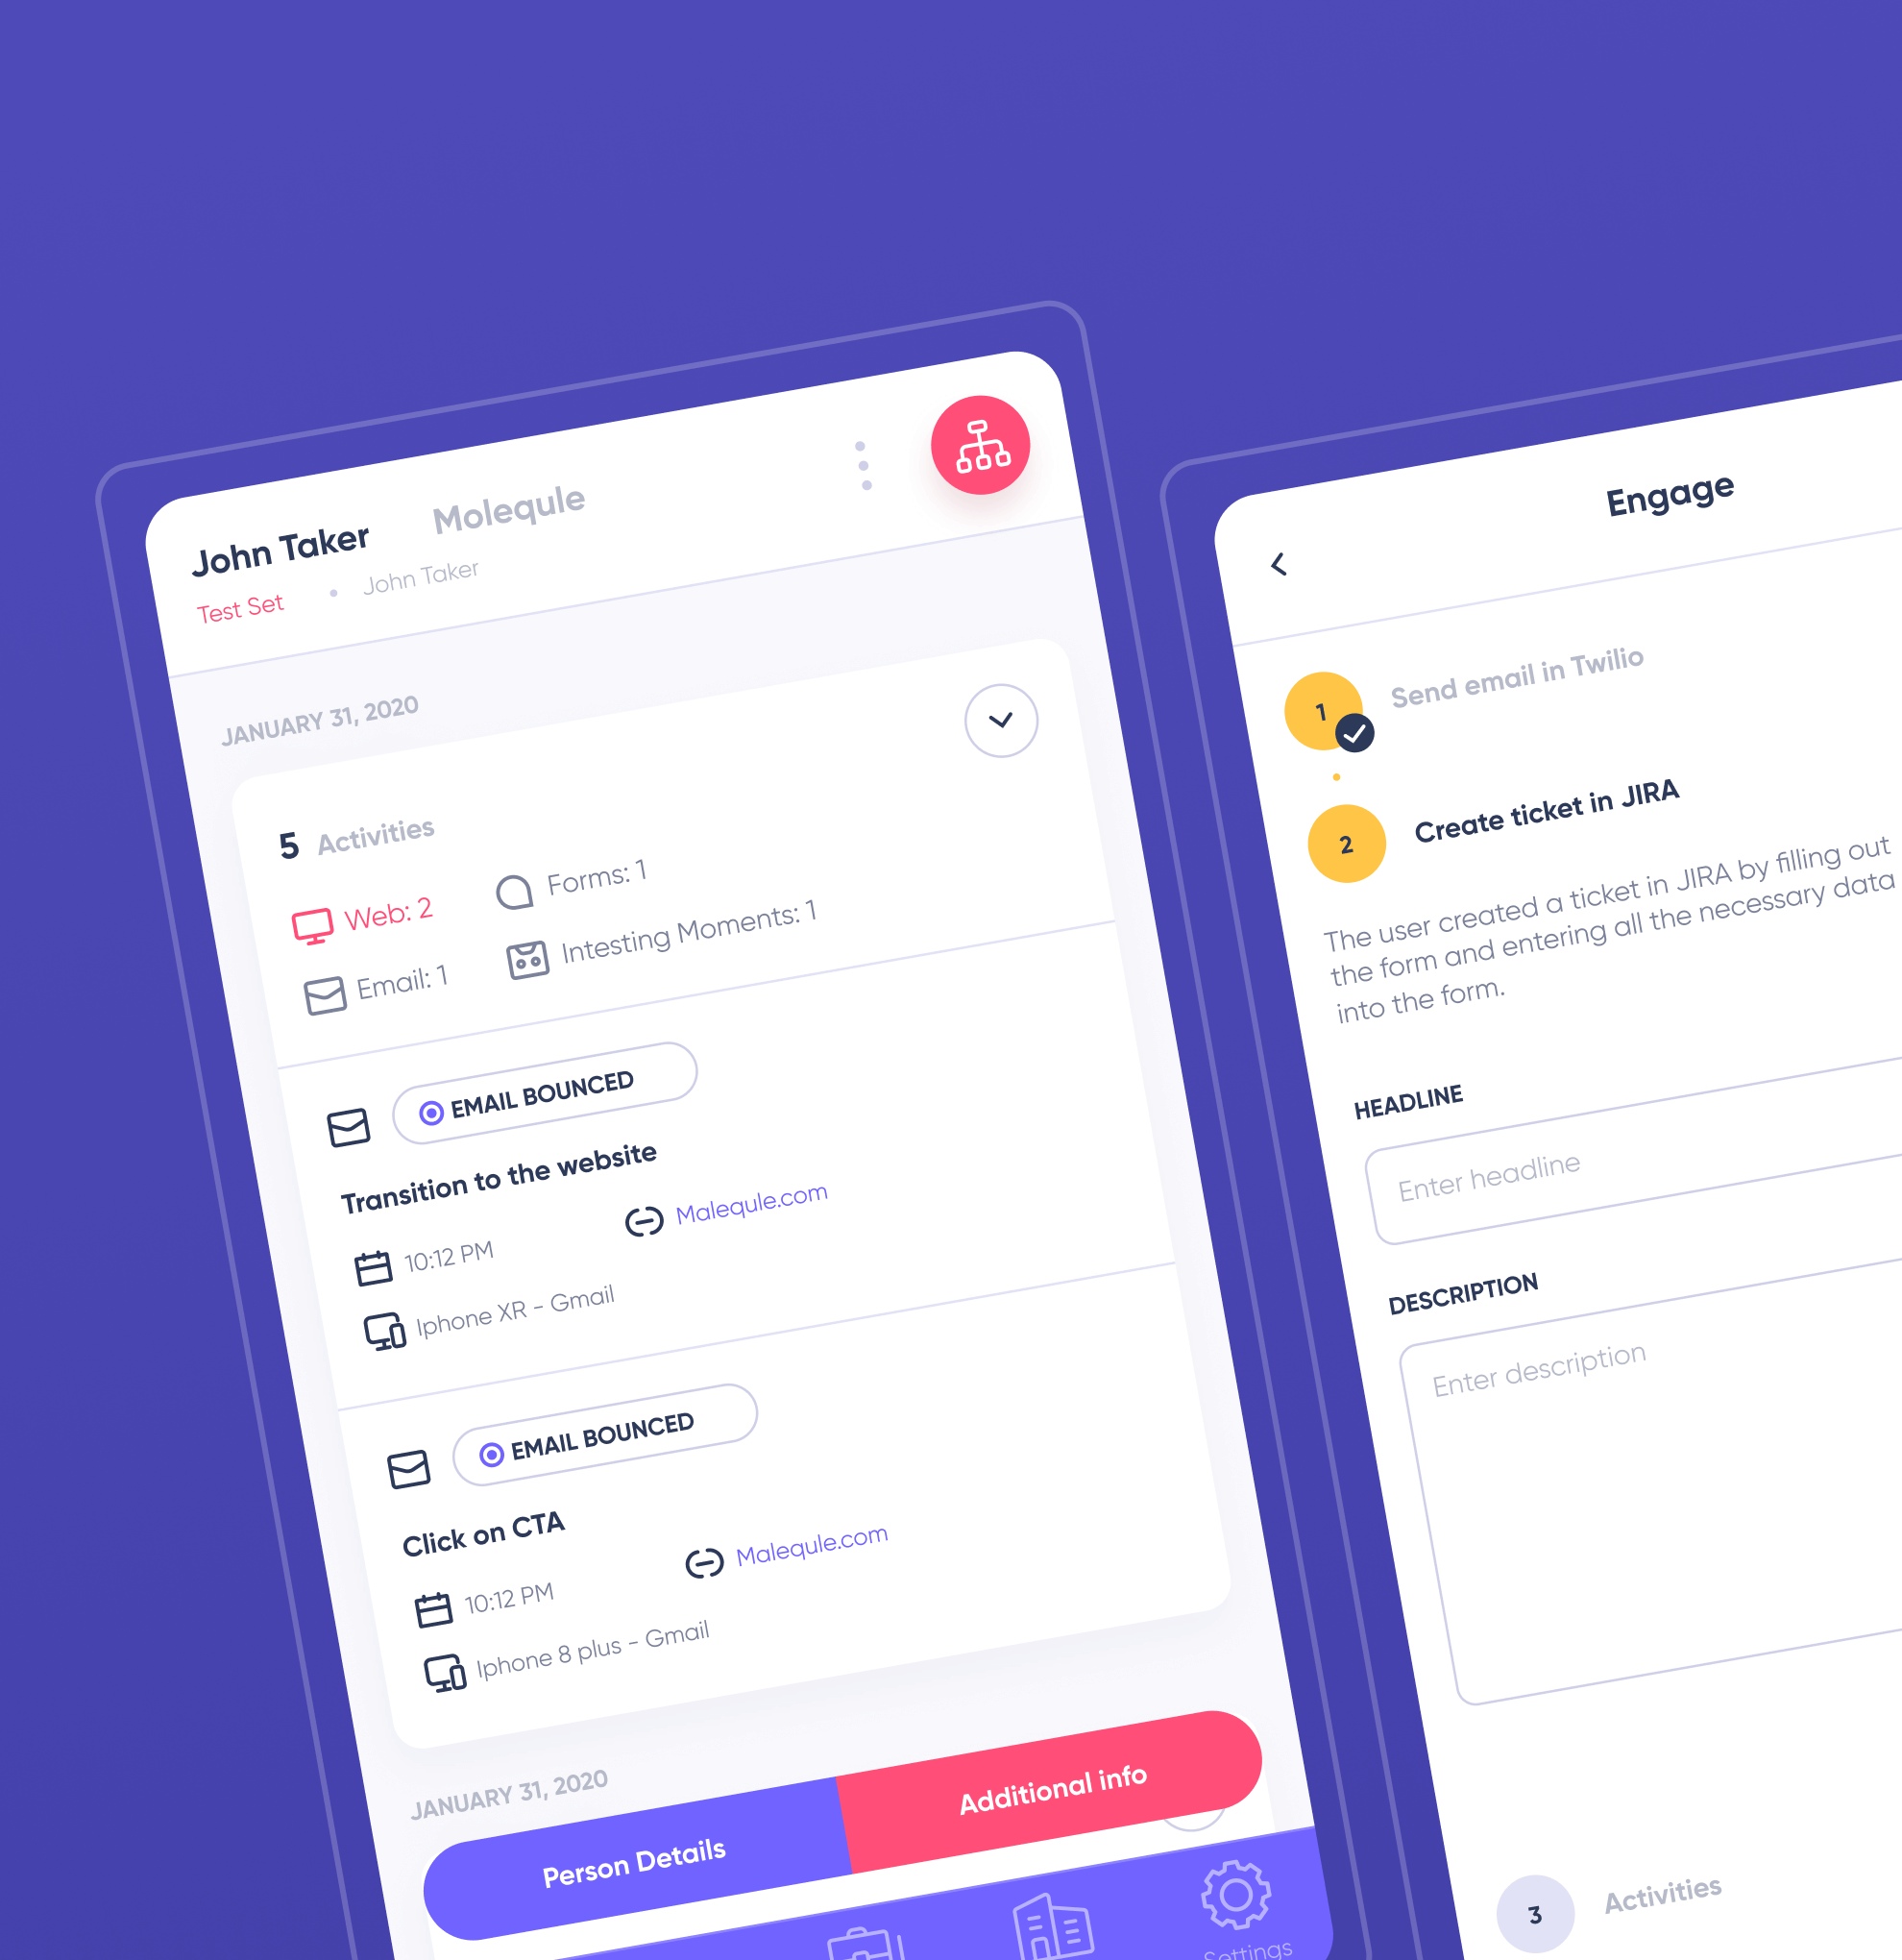 John Taker
Molequle
Test Set
John Taker
JANUARY 31, 2020
5 Activities
Web: 2
Forms: 1
Email: 1
Intesting Moments: 1
EMAIL BOUNCED
Transition to the website
10:12 PM
Malequle.com
Iphone XR - Gmail
EMAIL BOUNCED
Click on CTA
10:12 PM
Malequle.com
Iphone 8 plus - Gmail
JANUARY 31, 2020
Person Details
Additional info
Settings
Engage
1
Send email in Twilio
2
Create ticket in JIRA
The user created a ticket in JIRA by filling out
the form and entering all the necessary data
into the form.
HEADLINE
Enter headline
DESCRIPTION
Enter description
3
Activities